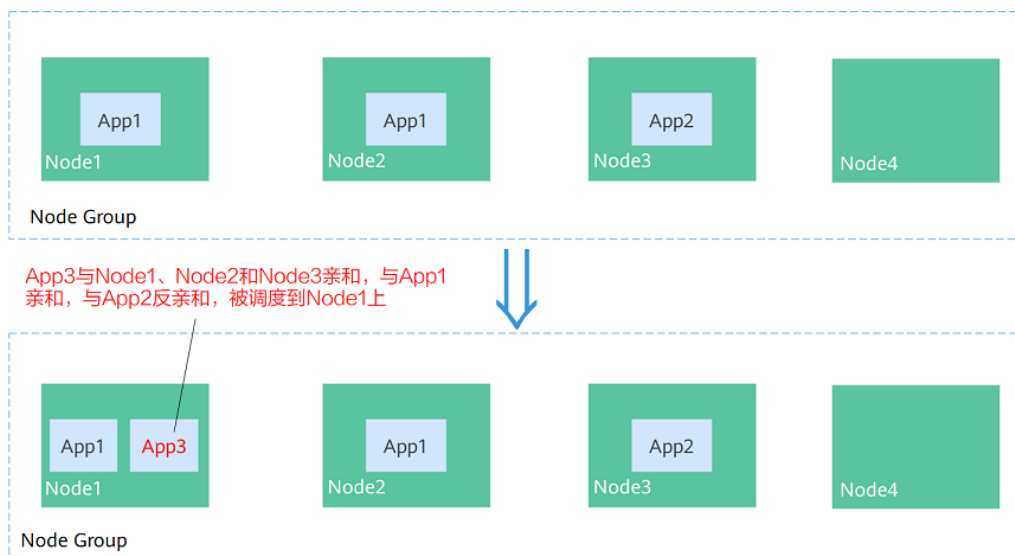 App1
App1
App2
Node1
Node2
Node3
Node4
Node Group
App3与Node1、Node2和Node3亲和，与App1
亲和，与App2反亲和，被调度到Node1上
App1
App3
App1
App2
Node1
Node2
Node3
Node4
Node Group